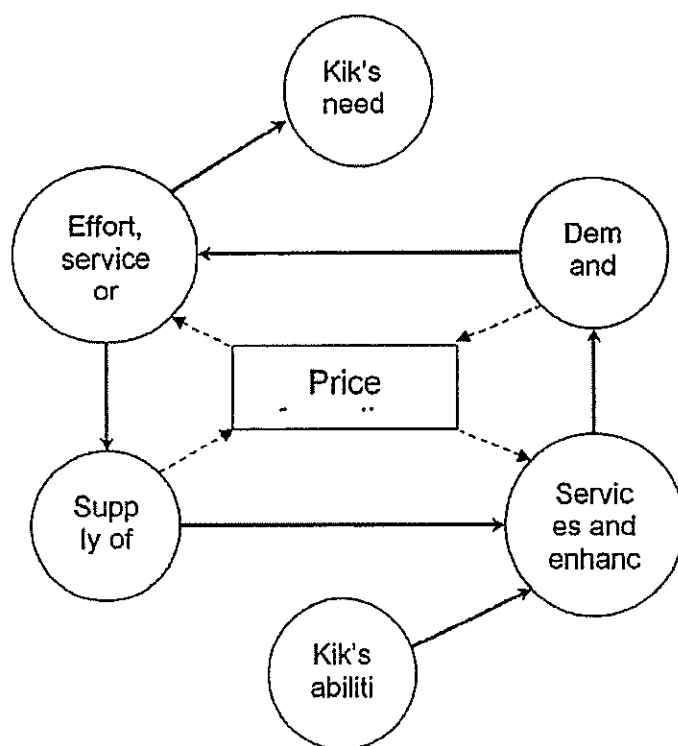 Kik's
need
Effort,
service
or
Dem
and
Price
Supp
ly of
Servic
es and
enhanc
Kik's
abiliti